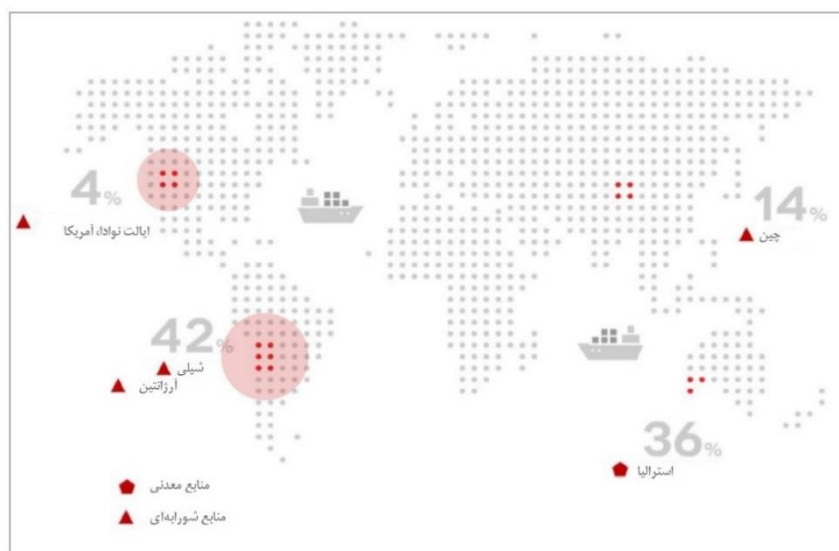 4%
ایالت نوادا، آمریکا
14%
چین
42%
شیلی
آرژانتین
36%
استرالیا
منابع معدنی
منابع شورابه‌ای